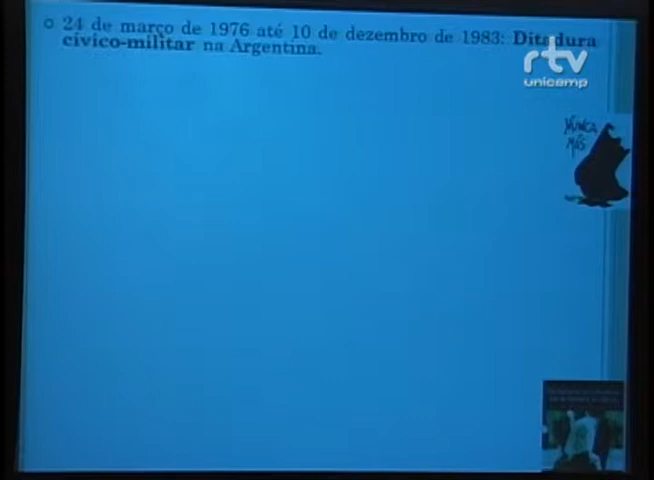 24 de março de 1976 até 10 de dezembro de 1983: Ditadura
cívico-militar na Argentina.
rtv
unicamp
NUNCA
MÁS